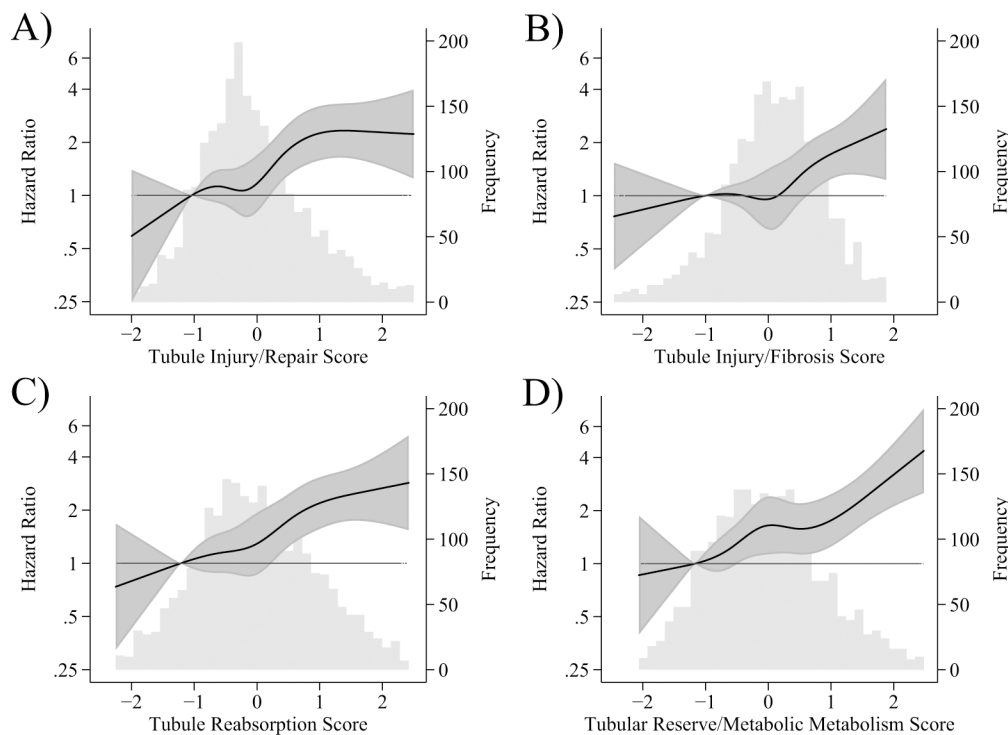 A)
B)
6
4
2
1
.5
.25
Hazard Ratio
200
150
100
50
0
Frequency
−2 −1 0 1 2
Tubule Injury/Repair Score
6
4
2
1
.5
.25
Hazard Ratio
200
150
100
50
0
Frequency
−2 −1 0 1 2
Tubule Injury/Fibrosis Score
C)
D)
6
4
2
1
.5
.25
Hazard Ratio
200
150
100
50
0
Frequency
−2 −1 0 1 2
Tubule Reabsorption Score
6
4
2
1
.5
.25
Hazard Ratio
200
150
100
50
0
Frequency
−2 −1 0 1 2
Tubular Reserve/Metabolic Metabolism Score